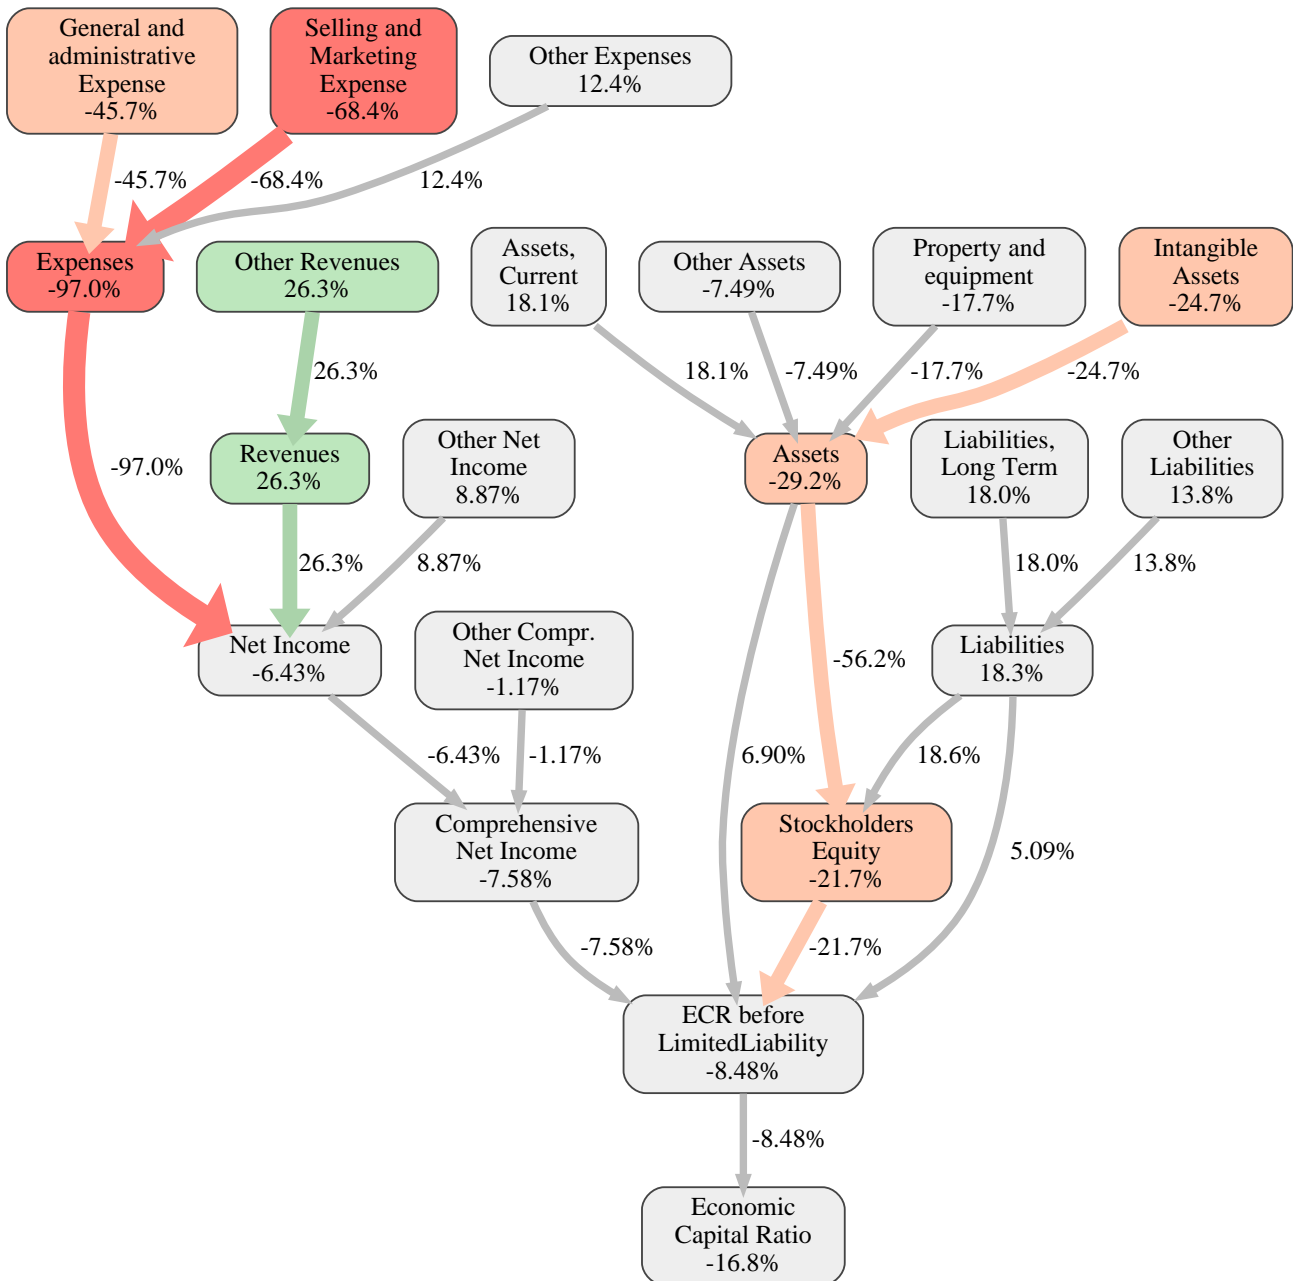 General and
administrative
Expense
-45.7%
Selling and
Marketing
Expense
-68.4%
Other Expenses
12.4%
-45.7%
-68.4%
12.4%
Expenses
-97.0%
Other Revenues
26.3%
Assets,
Current
18.1%
Other Assets
-7.49%
Property and
equipment
-17.7%
Intangible
Assets
-24.7%
26.3%
18.1%
-7.49%
-17.7%
-24.7%
-97.0%
Revenues
26.3%
Other Net
Income
8.87%
Assets
-29.2%
Liabilities,
Long Term
18.0%
Other
Liabilities
13.8%
26.3%
8.87%
18.0%
13.8%
Net Income
-6.43%
Other Compr.
Net Income
-1.17%
-56.2%
Liabilities
18.3%
-6.43%
-1.17%
6.90%
18.6%
Comprehensive
Net Income
-7.58%
Stockholders
Equity
-21.7%
5.09%
-7.58%
-21.7%
ECR before
LimitedLiability
-8.48%
-8.48%
Economic
Capital Ratio
-16.8%